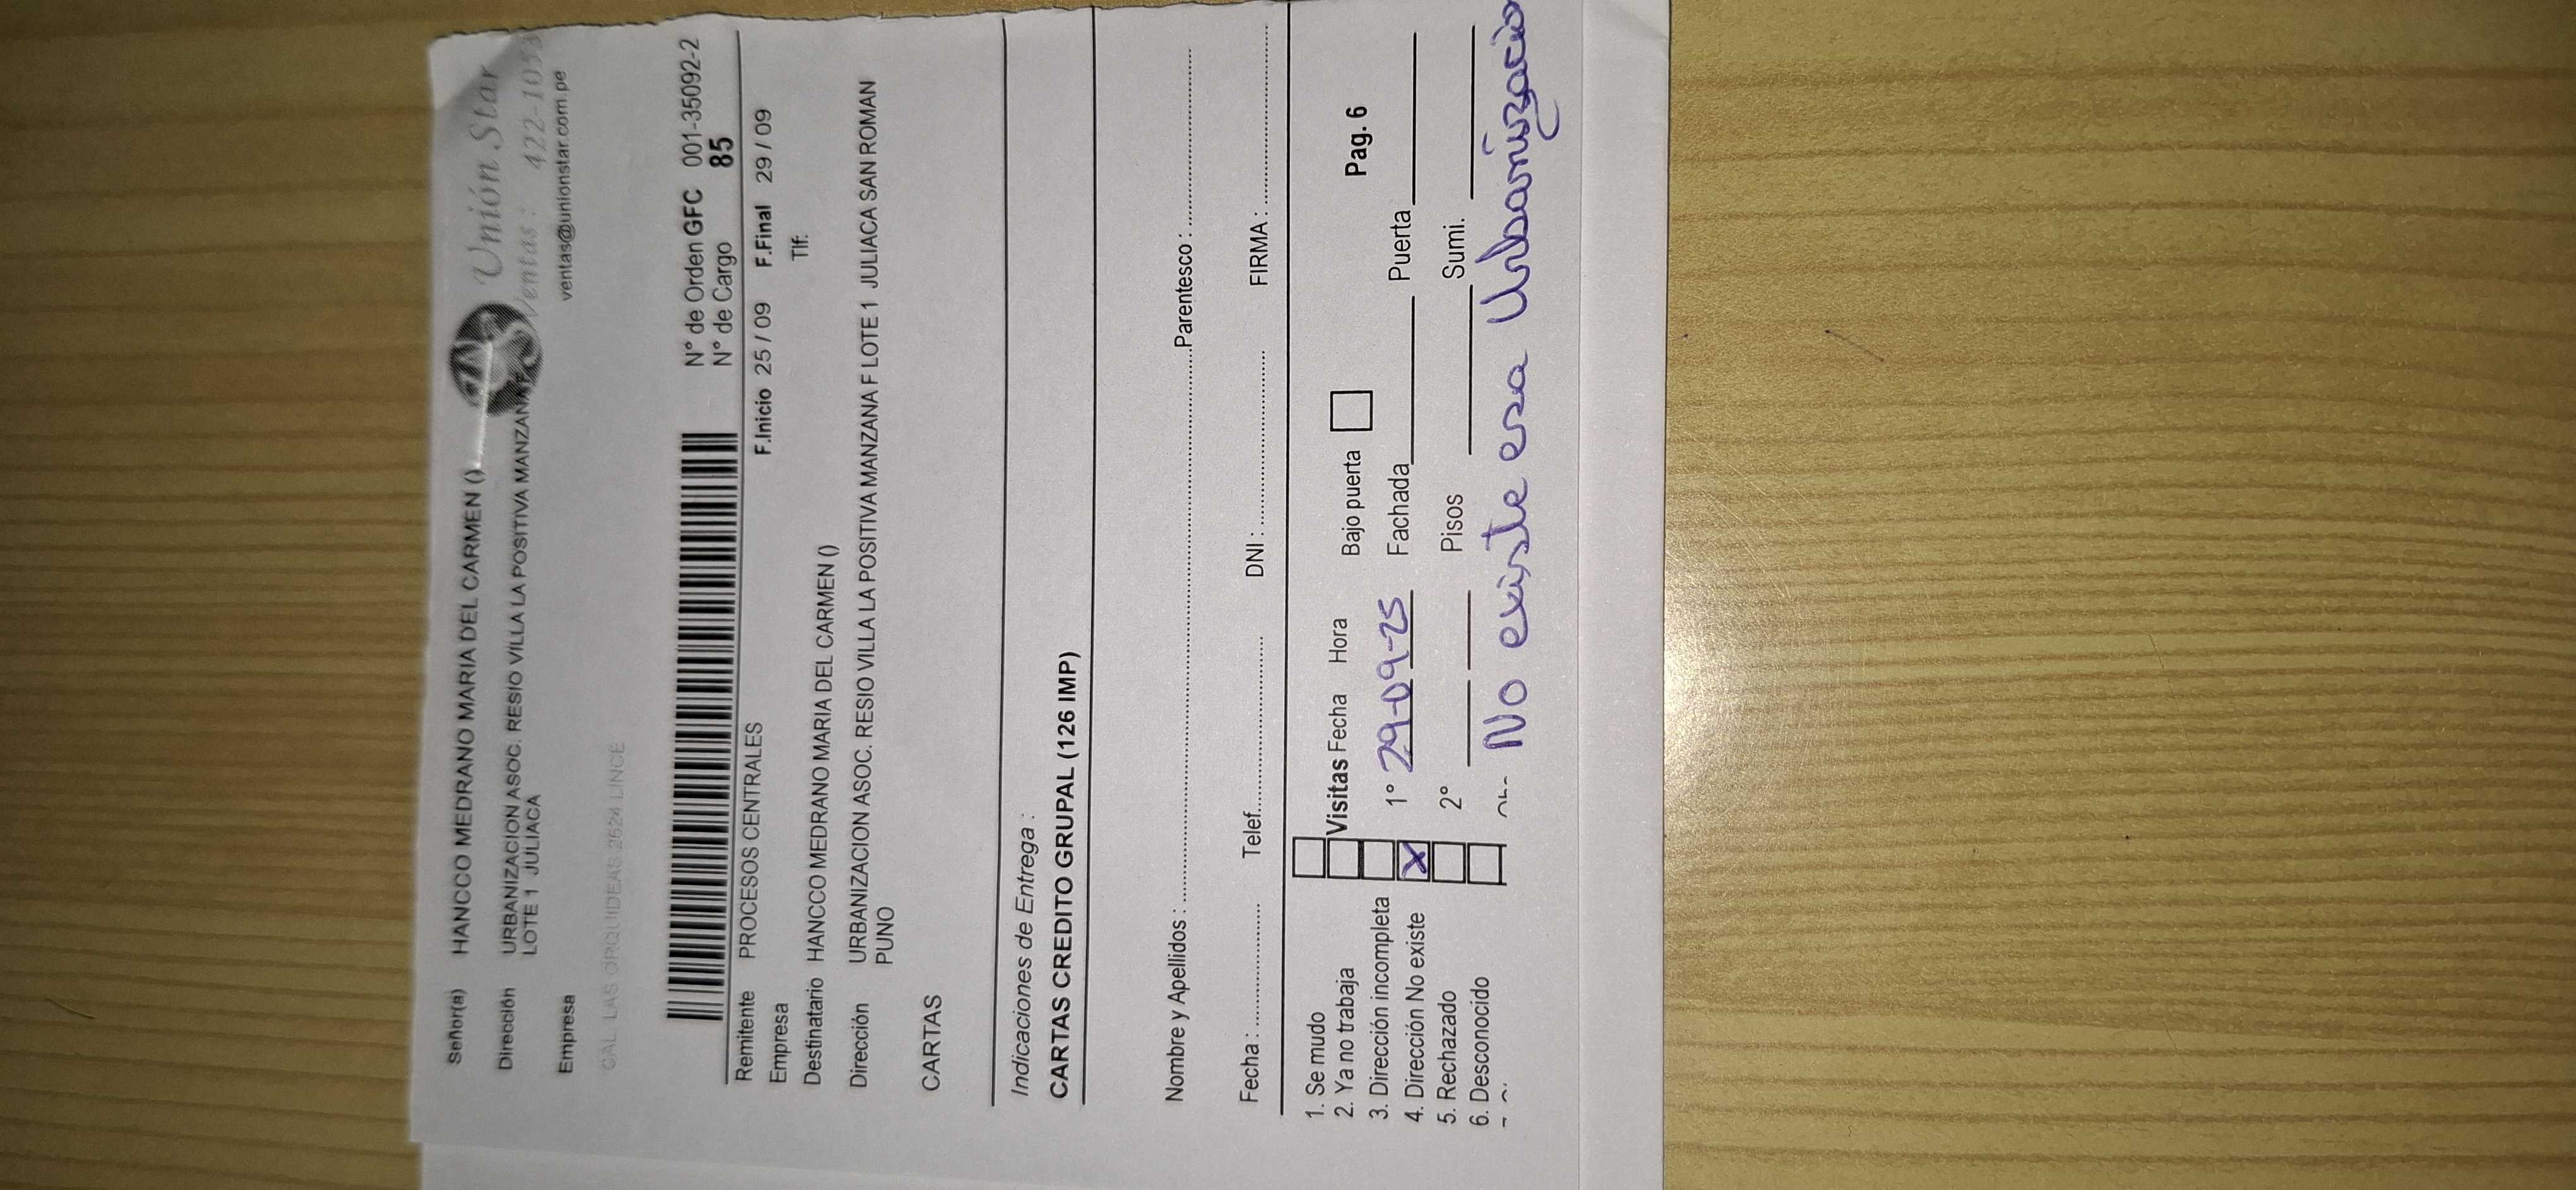 Señor(a) HANCCO MEDRANO MARIA DEL CARMEN ()
Unión Star
Dirección URBANIZACION ASOC. RESIO VILLA LA POSITIVA MANZANA F
LOTE 1 JULIACA
Ventas: 422-1053
Empresa
ventas@unionstar.com.pe
CAL LAS ORQUIDEAS 2624 LINCE
N° de Orden GFC 001-35092-2
N° de Cargo 85
Remitente PROCESOS CENTRALES
F.Inicio 25 / 09 F.Final 29 / 09
Empresa
Tlf.
Destinatario HANCCO MEDRANO MARIA DEL CARMEN ()
Dirección URBANIZACION ASOC. RESIO VILLA LA POSITIVA MANZANA F LOTE 1 JULIACA SAN ROMAN
PUNO
CARTAS
Indicaciones de Entrega :
CARTAS CREDITO GRUPAL (126 IMP)
Nombre y Apellidos : Parentesco :
Fecha : Telef. DNI : FIRMA :
1. Se mudo
2. Ya no trabaja Visitas Fecha Hora Bajo puerta Pag. 6
3. Dirección incompleta 1° 29-09-25 Fachada Puerta
4. Dirección No existe X
5. Rechazado 2° Pisos Sumi.
6. Desconocido
No existe esa Urbanización